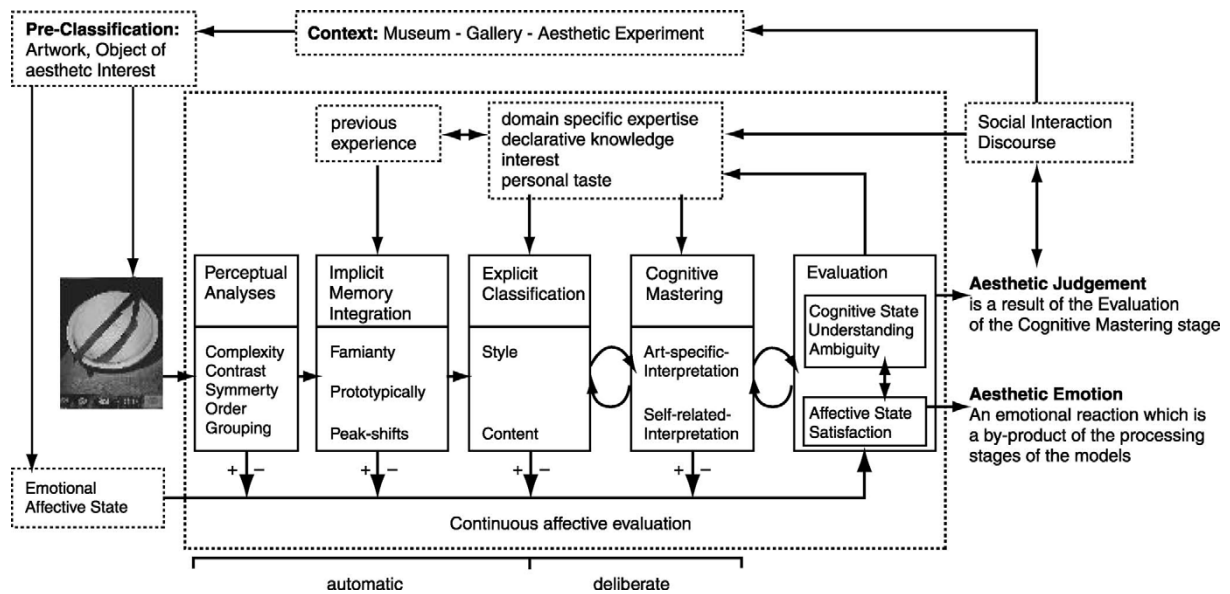 Pre-Classification:
Artwork, Object of
aesthetc Interest
Context: Museum - Gallery - Aesthetic Experiment
previous
experience
domain specific expertise
declarative knowledge
interest
personal taste
Social Interaction
Discourse
Perceptual
Analyses
Complexity
Contrast
Symmerty
Order
Grouping
Implicit
Memory
Integration
Famianty
Prototypically
Peak-shifts
Explicit
Classification
Style
Content
Cognitive
Mastering
Art-specific-
Interpretation
Self-related-
Interpretation
Evaluation
Cognitive State
Understanding
Ambiguity
Affective State
Satisfaction
Aesthetic Judgement
is a result of the Evaluation
of the Cognitive Mastering stage
Aesthetic Emotion
An emotional reaction which is
a by-product of the processing
stages of the models
+ − + − + − + −
Emotional
Affective State
Continuous affective evaluation
automatic deliberate